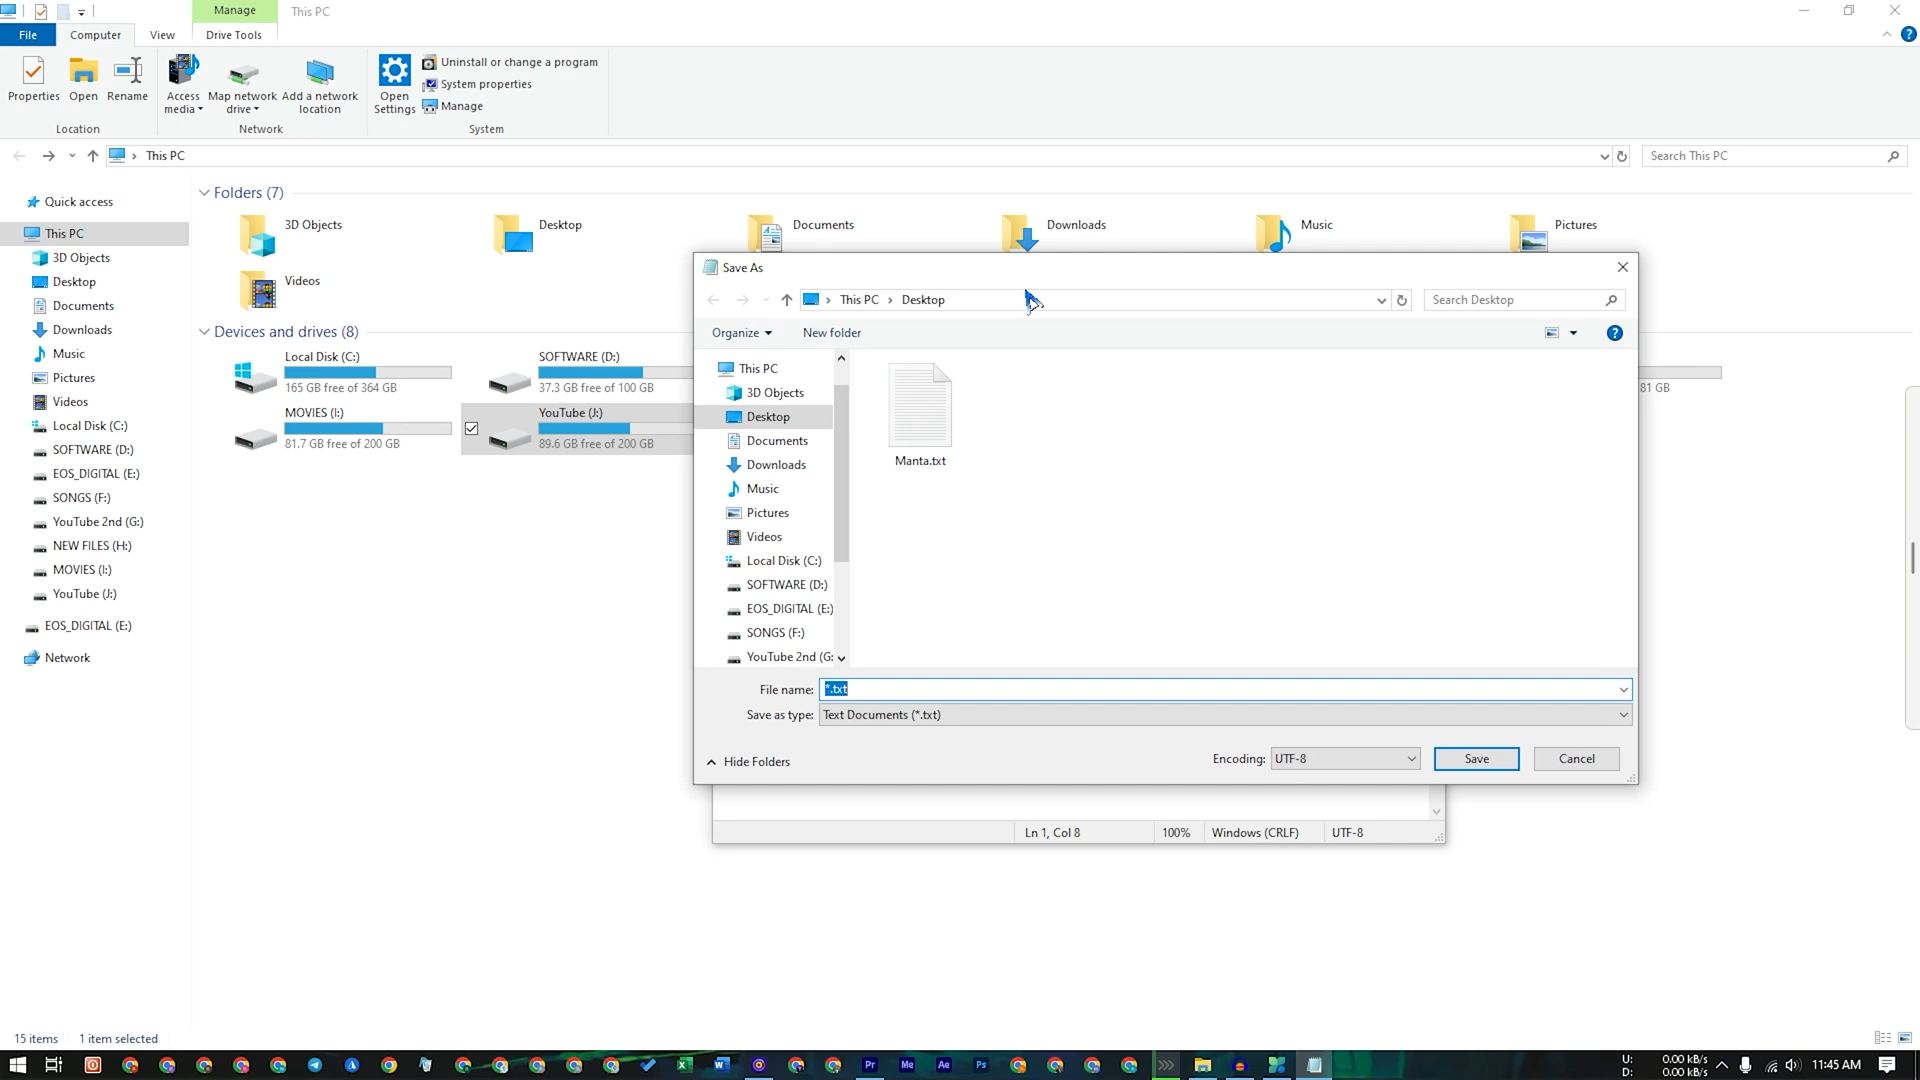 Manage
This PC
File
Computer
View
Drive Tools
Properties
Open
Rename
Access media
Map network drive
Add a network location
Open Settings
Uninstall or change a program
System properties
Manage
Location
Network
System
This PC
Search This PC
Quick access
This PC
3D Objects
Desktop
Documents
Downloads
Music
Pictures
Videos
Local Disk (C:)
SOFTWARE (D:)
EOS_DIGITAL (E:)
SONGS (F:)
YouTube 2nd (G:)
NEW FILES (H:)
MOVIES (I:)
YouTube (J:)
EOS_DIGITAL (E:)
Network
Folders (7)
3D Objects
Desktop
Documents
Downloads
Music
Pictures
Videos
Devices and drives (8)
Local Disk (C:)
165 GB free of 364 GB
SOFTWARE (D:)
37.3 GB free of 100 GB
81 GB
MOVIES (I:)
81.7 GB free of 200 GB
YouTube (J:)
89.6 GB free of 200 GB
Save As
This PC
Desktop
Search Desktop
Organize
New folder
This PC
3D Objects
Desktop
Documents
Downloads
Music
Pictures
Videos
Local Disk (C:)
SOFTWARE (D:)
EOS_DIGITAL (E:)
SONGS (F:)
YouTube 2nd (G:
Manta.txt
File name: *.txt
Save as type: Text Documents (*.txt)
Hide Folders
Encoding: UTF-8
Save
Cancel
Ln 1, Col 8
100%
Windows (CRLF)
UTF-8
15 items
1 item selected
Pr
Me
Ae
Ps
U: 0.00 kB/s
D: 0.00 kB/s
11:45 AM